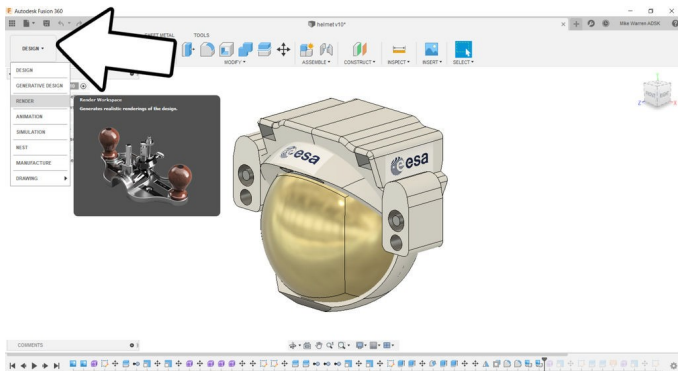 Autodesk Fusion 360
helmet v10*
Mike Warren ADSK
DESIGN
SHEET METAL
TOOLS
MODIFY
ASSEMBLE
CONSTRUCT
INSPECT
INSERT
SELECT
DESIGN
GENERATIVE DESIGN
RENDER
ANIMATION
SIMULATION
NEST
MANUFACTURE
DRAWING
Render Workspace
Generates realistic renderings of the design.
esa
esa
COMMENTS